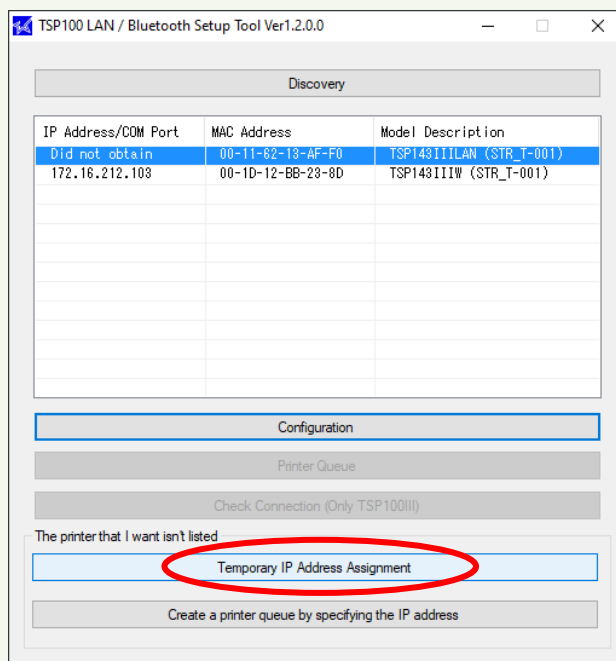 TSP100 LAN / Bluetooth Setup Tool Ver1.2.0.0
Discovery
IP Address/COM Port MAC Address Model Description
Did not obtain 00-11-62-13-AF-F0 TSP143IIILAN (STR_T-001)
172.16.212.103 00-1D-12-BB-23-8D TSP143IIIW (STR_T-001)
Configuration
Printer Queue
Check Connection (Only TSP100III)
The printer that I want isn't listed
Temporary IP Address Assignment
Create a printer queue by specifying the IP address